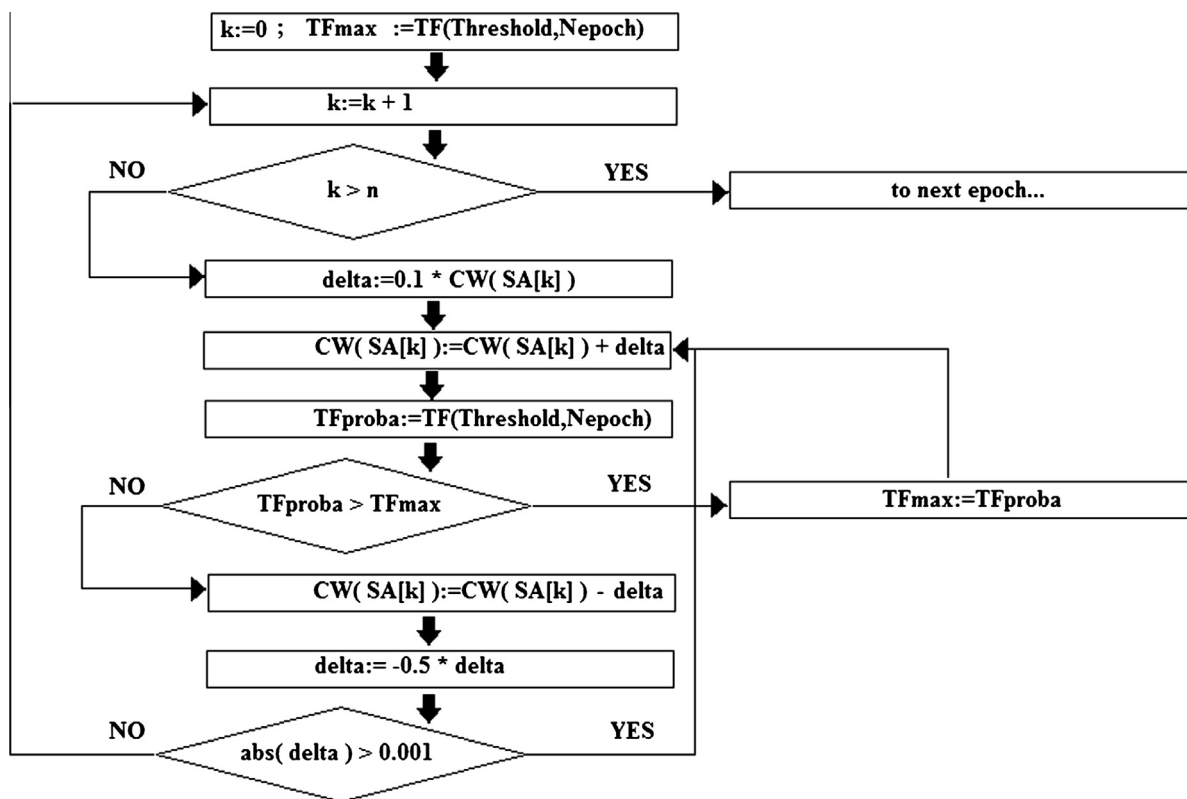 k:=0 ; TFmax :=TF(Threshold,Nepoch)
k:=k + 1
NO
YES
k > n
to next epoch...
delta:=0.1 * CW( SA[k] )
CW( SA[k] ):=CW( SA[k] ) + delta
TFproba:=TF(Threshold,Nepoch)
NO
YES
TFproba > TFmax
TFmax:=TFproba
CW( SA[k] ):=CW( SA[k] ) - delta
delta:= -0.5 * delta
NO
YES
abs( delta ) > 0.001